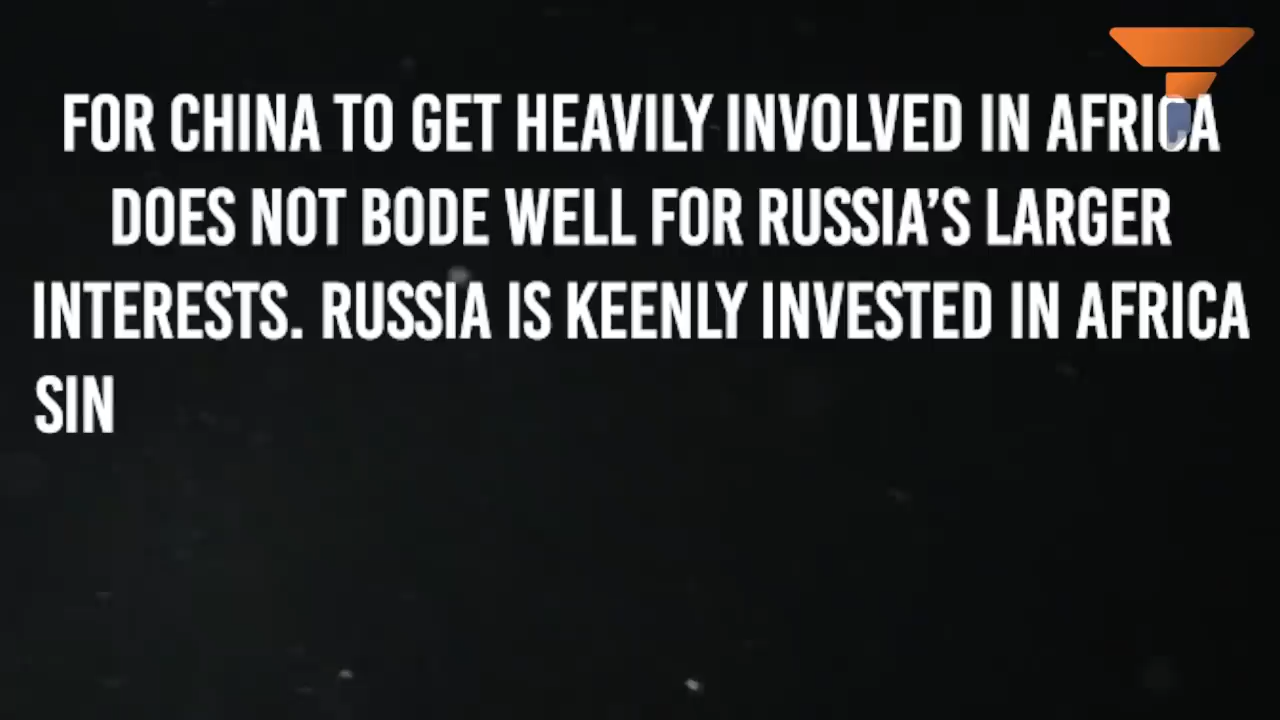 FOR CHINA TO GET HEAVILY INVOLVED IN AFRICA
DOES NOT BODE WELL FOR RUSSIA’S LARGER
INTERESTS. RUSSIA IS KEENLY INVESTED IN AFRICA
SIN